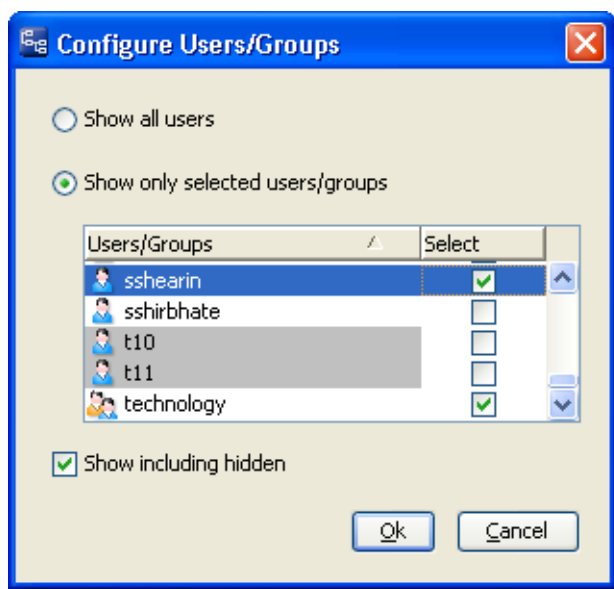 Configure Users/Groups
Show all users
Show only selected users/groups
Users/Groups Select
sshearin
sshirbhate
t10
t11
technology
Show including hidden
Ok Cancel